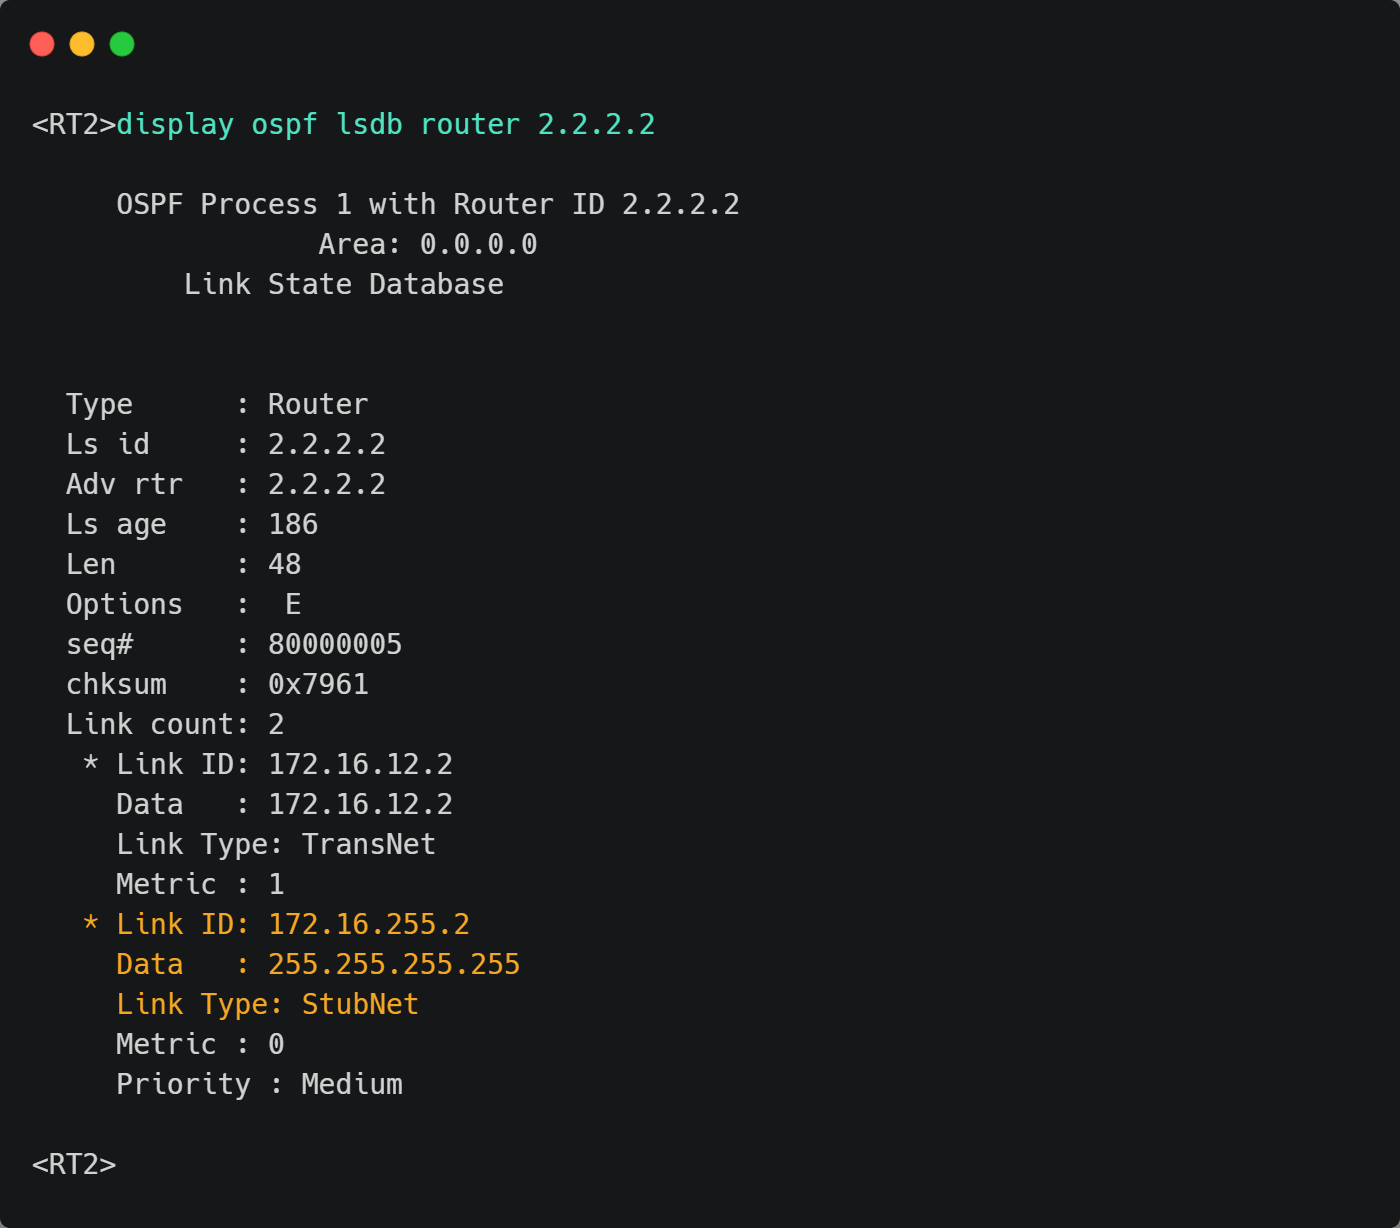 <RT2>display ospf lsdb router 2.2.2.2
OSPF Process 1 with Router ID 2.2.2.2
Area: 0.0.0.0
Link State Database
Type      : Router
Ls id     : 2.2.2.2
Adv rtr   : 2.2.2.2
Ls age    : 186
Len       : 48
Options   :  E
seq#      : 80000005
chksum    : 0x7961
Link count: 2
* Link ID: 172.16.12.2
Data   : 172.16.12.2
Link Type: TransNet
Metric : 1
* Link ID: 172.16.255.2
Data   : 255.255.255.255
Link Type: StubNet
Metric : 0
Priority : Medium
<RT2>